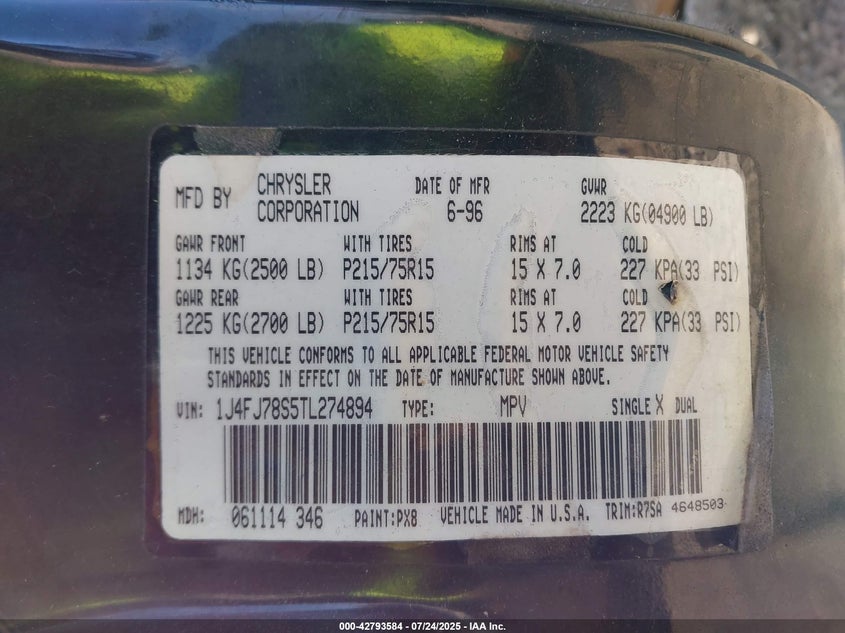 MFD BY CHRYSLER CORPORATION DATE OF MFR 6-96 GVWR 2223 KG(04900 LB)
GAWR FRONT WITH TIRES RIMS AT COLD
1134 KG(2500 LB) P215/75R15 15 X 7.0 227 KPA(33 PSI)
GAWR REAR WITH TIRES RIMS AT COLD
1225 KG(2700 LB) P215/75R15 15 X 7.0 227 KPA(33 PSI)
THIS VEHICLE CONFORMS TO ALL APPLICABLE FEDERAL MOTOR VEHICLE SAFETY
STANDARDS IN EFFECT ON THE DATE OF MANUFACTURE SHOWN ABOVE.
VIN: 1J4FJ78S5TL274894 TYPE: MPV SINGLE X DUAL
MDH: 061114 346 PAINT:PX8 VEHICLE MADE IN U.S.A. TRIM:R7SA 4648503
000-42793584 - 07/24/2025 - IAA Inc.